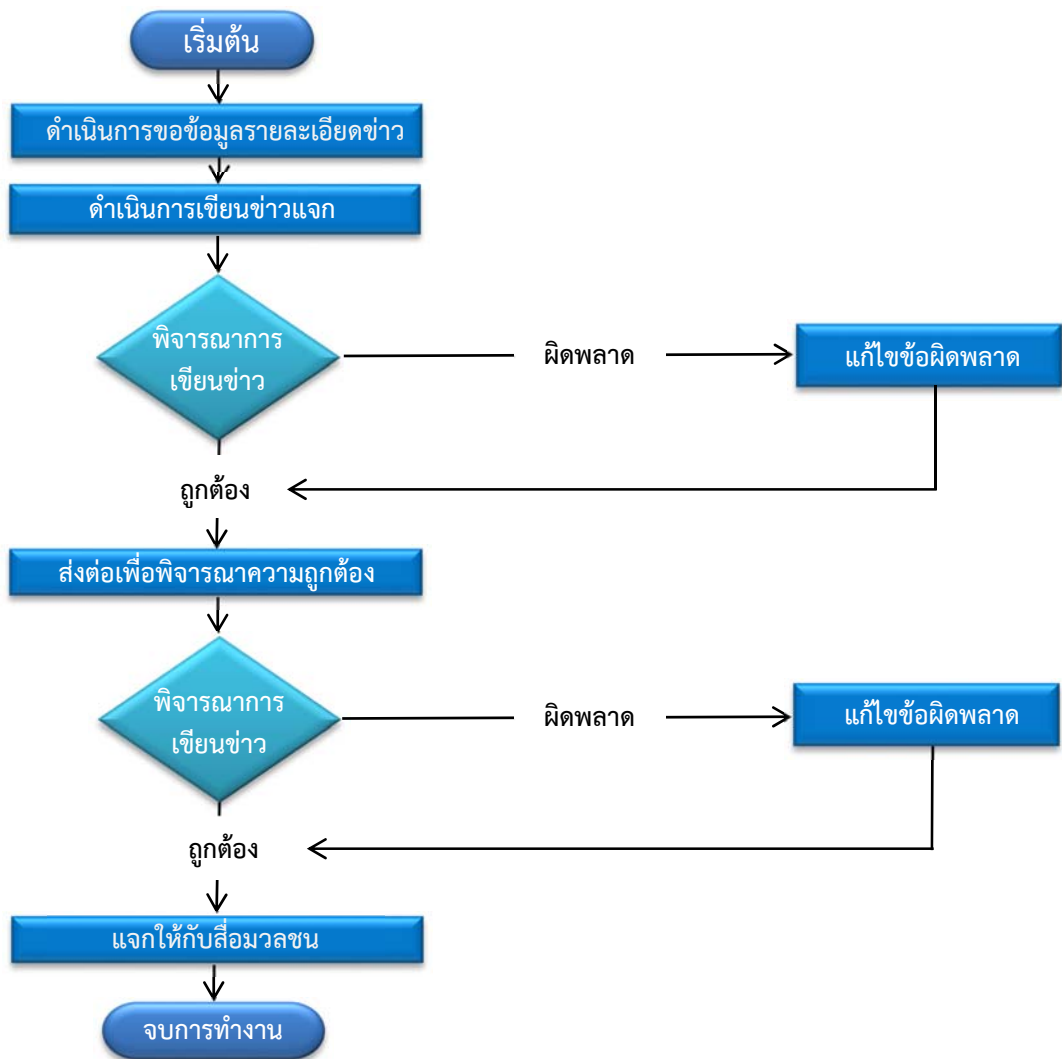 เริ่มต้น
ดำเนินการขอข้อมูลรายละเอียดข่าว
ดำเนินการเขียนข่าวแจก
พิจารณาการ
เขียนข่าว
ผิดพลาด
แก้ไขข้อผิดพลาด
ถูกต้อง
ส่งต่อเพื่อพิจารณาความถูกต้อง
พิจารณาการ
เขียนข่าว
ผิดพลาด
แก้ไขข้อผิดพลาด
ถูกต้อง
แจกให้กับสื่อมวลชน
จบการทำงาน